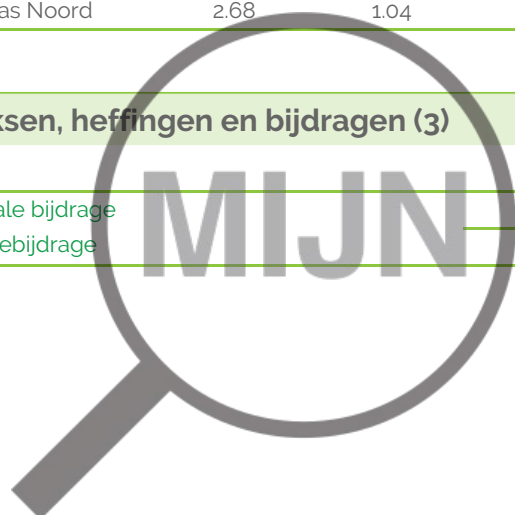 as Noord 2.68 1.04
ksen, heffingen en bijdragen (3)
MIJN
ale bijdrage
ebijdrage